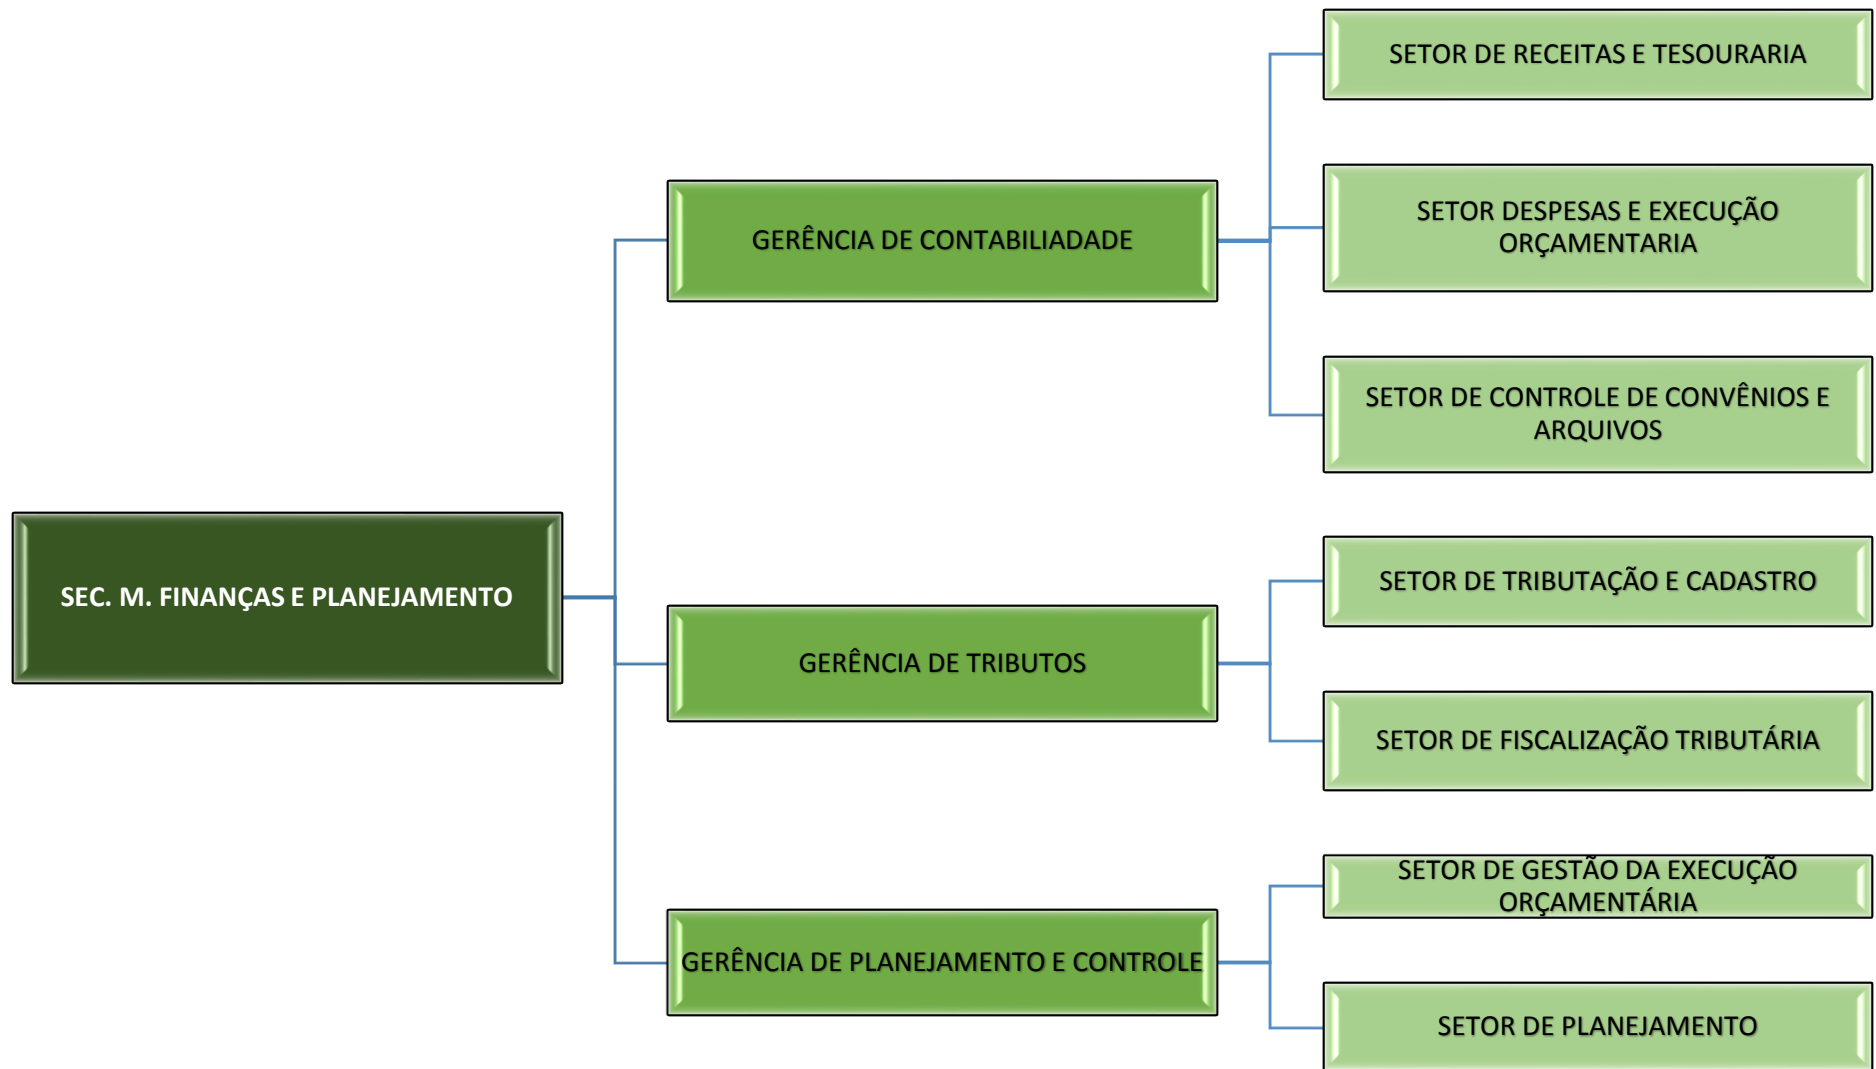 SETOR DE RECEITAS E TESOURARIA
SETOR DESPESAS E EXECUÇÃO
ORÇAMENTARIA
GERÊNCIA DE CONTABILIADADE
SETOR DE CONTROLE DE CONVÊNIOS E
ARQUIVOS
SEC. M. FINANÇAS E PLANEJAMENTO
SETOR DE TRIBUTAÇÃO E CADASTRO
GERÊNCIA DE TRIBUTOS
SETOR DE FISCALIZAÇÃO TRIBUTÁRIA
SETOR DE GESTÃO DA EXECUÇÃO
ORÇAMENTÁRIA
GERÊNCIA DE PLANEJAMENTO E CONTROLE
SETOR DE PLANEJAMENTO